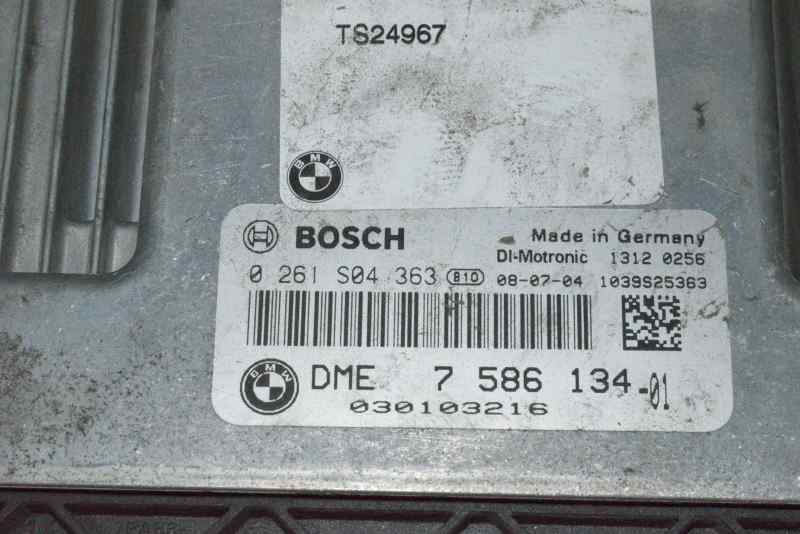 TS24967
BMW
BOSCH
Made in Germany
DI-Motronic 1312 0256
0 261 S04 363 B10 08-07-04 1039S25363
BMW
DME 7 586 134-01
030103216